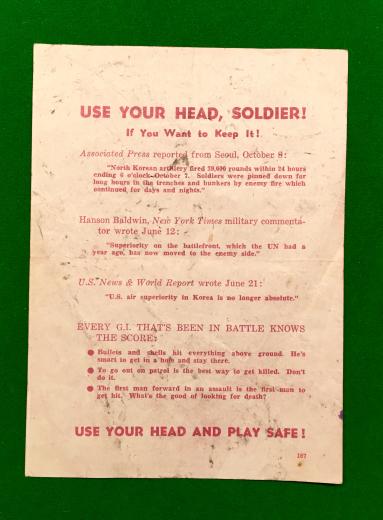 USE YOUR HEAD, SOLDIER!
If You Want to Keep It!
Associated Press reported from Seoul, October 8:
"North Korean artillery fired 79,000 rounds within 24 hours
ending 6 o'clock October 7. Soldiers were pinned down for
long hours in the trenches and bunkers by enemy fire which
continued for days and nights."
Hanson Baldwin, New York Times military commenta-
tor wrote June 12:
"Superiority on the battlefront, which the UN had a
year ago, has now moved to the enemy side."
U.S. News & World Report wrote June 21:
"U.S. air superiority in Korea is no longer absolute."
EVERY G.I. THAT'S BEEN IN BATTLE KNOWS
THE SCORE:
● Bullets and shells hit everything above ground. He's
smart to get in a hole and stay there.
● To go out on patrol is the best way to get killed. Don't
do it.
● The first man forward in an assault is the first man to
get hit. What's the good of looking for death?
USE YOUR HEAD AND PLAY SAFE!
167